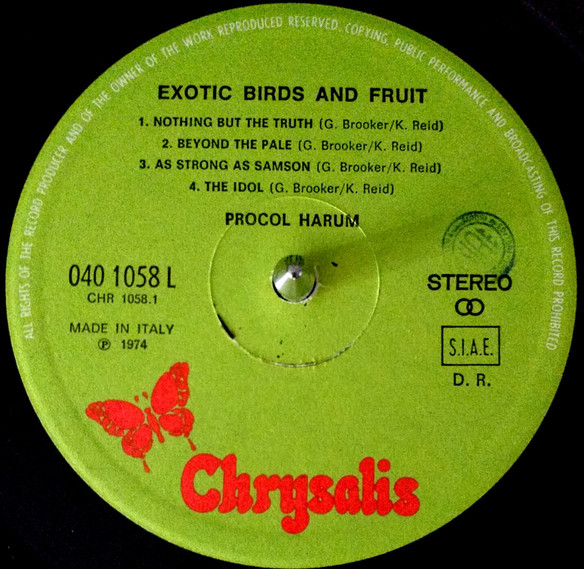 ALL RIGHTS OF THE RECORD PRODUCER AND OF THE OWNER OF THE WORK REPRODUCED RESERVED. COPYING, PUBLIC PERFORMANCE AND BROADCASTING OF THIS RECORD PROHIBITED
EXOTIC BIRDS AND FRUIT
1. NOTHING BUT THE TRUTH (G. Brooker/K. Reid)
2. BEYOND THE PALE (G. Brooker/K. Reid)
3. AS STRONG AS SAMSON (G. Brooker/K. Reid)
4. THE IDOL (G. Brooker/K. Reid)
PROCOL HARUM
040 1058 L
CHR 1058.1
STEREO
MADE IN ITALY
℗ 1974
S.I.A.E.
D. R.
Chrysalis